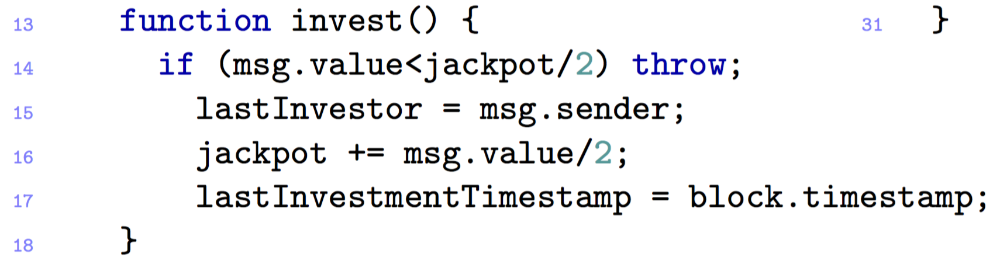 13 function invest() {
14 if (msg.value<jackpot/2) throw;
15 lastInvestor = msg.sender;
16 jackpot += msg.value/2;
17 lastInvestmentTimestamp = block.timestamp;
18 }
31 }